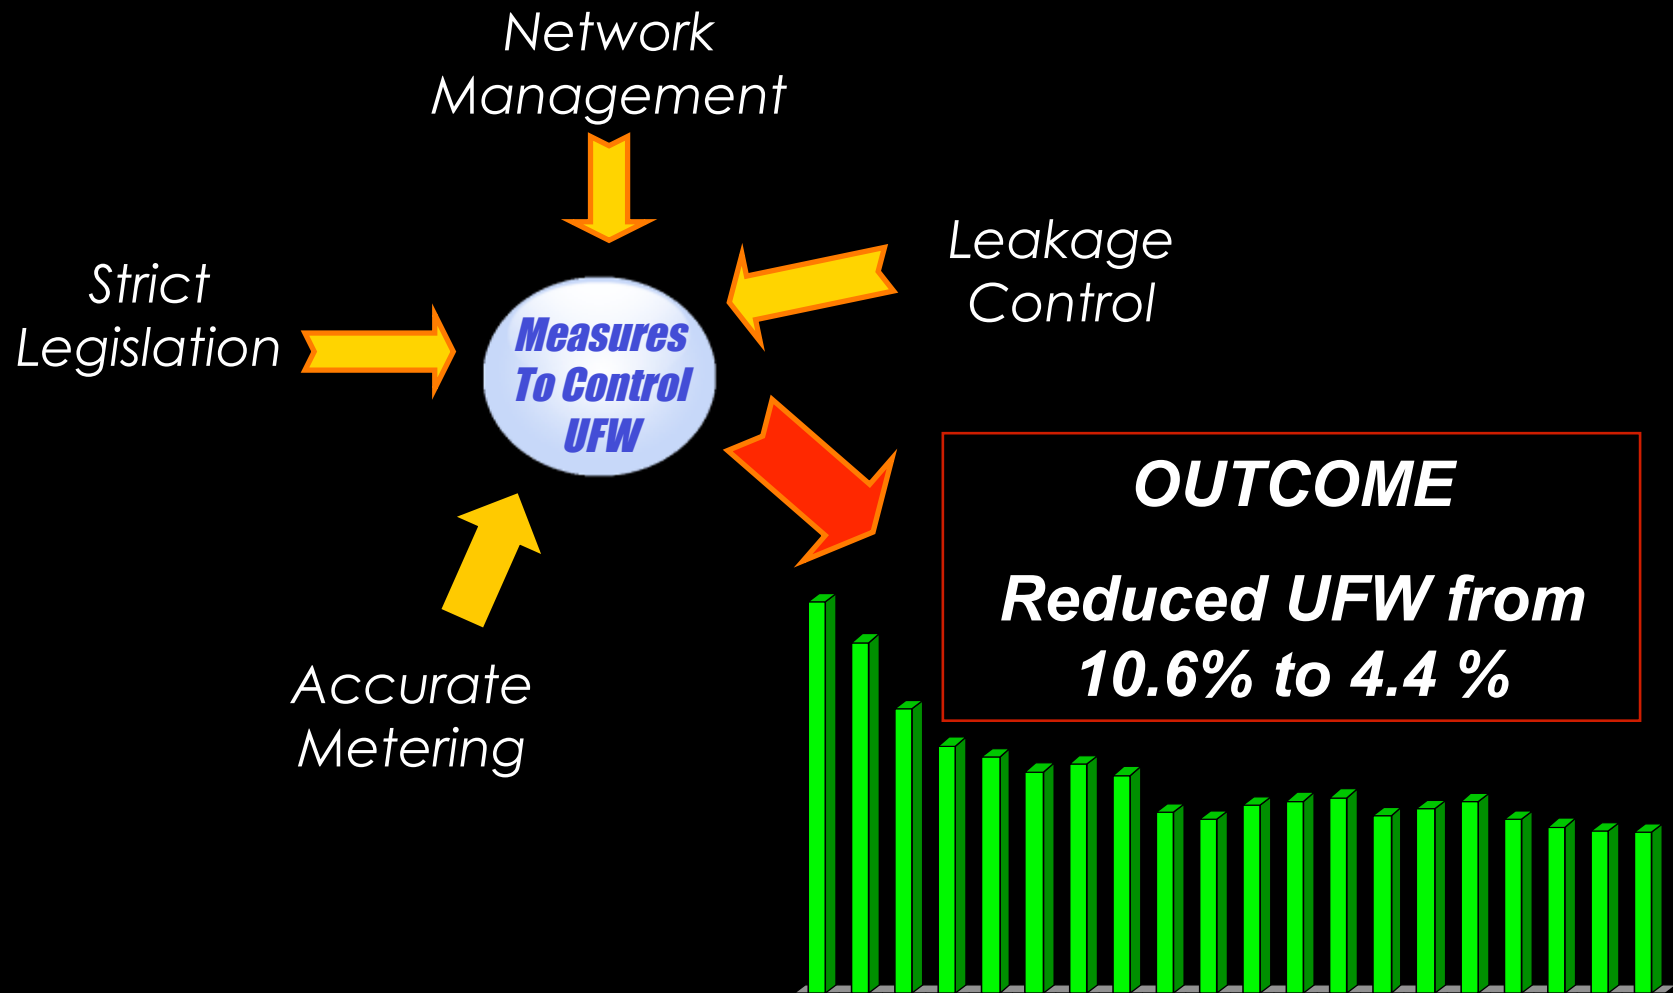 Network
Management
Leakage
Control
Strict
Legislation
Measures
To Control
UFW
OUTCOME
Reduced UFW from
10.6% to 4.4 %
Accurate
Metering